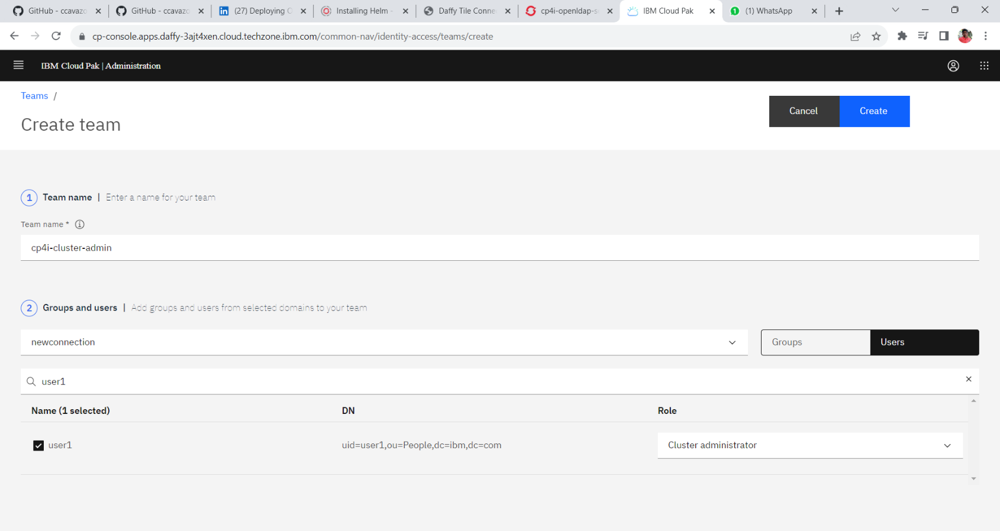 GitHub - ccavazo
GitHub - ccavazo
(27) Deploying O
Installing Helm -
Daffy Tile Conne
cp4i-openldap-se
IBM Cloud Pak
1
(1) WhatsApp
cp-console.apps.daffy-3ajt4xen.cloud.techzone.ibm.com/common-nav/identity-access/teams/create
IBM Cloud Pak | Administration
Teams /
Cancel
Create
Create team
1 Team name | Enter a name for your team
Team name *
cp4i-cluster-admin
2 Groups and users | Add groups and users from selected domains to your team
newconnection
Groups
Users
user1
Name (1 selected)
DN
Role
user1
uid=user1,ou=People,dc=ibm,dc=com
Cluster administrator